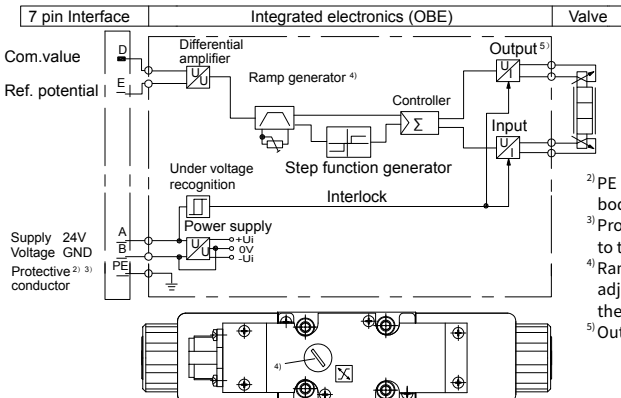 7 pin Interface
Integrated electronics (OBE)
Valve
Com.value
D
Differential
amplifier
U
U
Output 5)
U
I
Ref. potential
E
Ramp generator 4)
Controller
Σ
Input
U
I
Step function generator
Under voltage
recognition
Interlock
Supply 24V
Voltage GND
A
B
Power supply
U
U
+Ui
0V
-Ui
Protective 2) 3)
conductor
PE
4)
2) PE
bod
3) Pro
to t
4) Ran
adj
the
5) Out